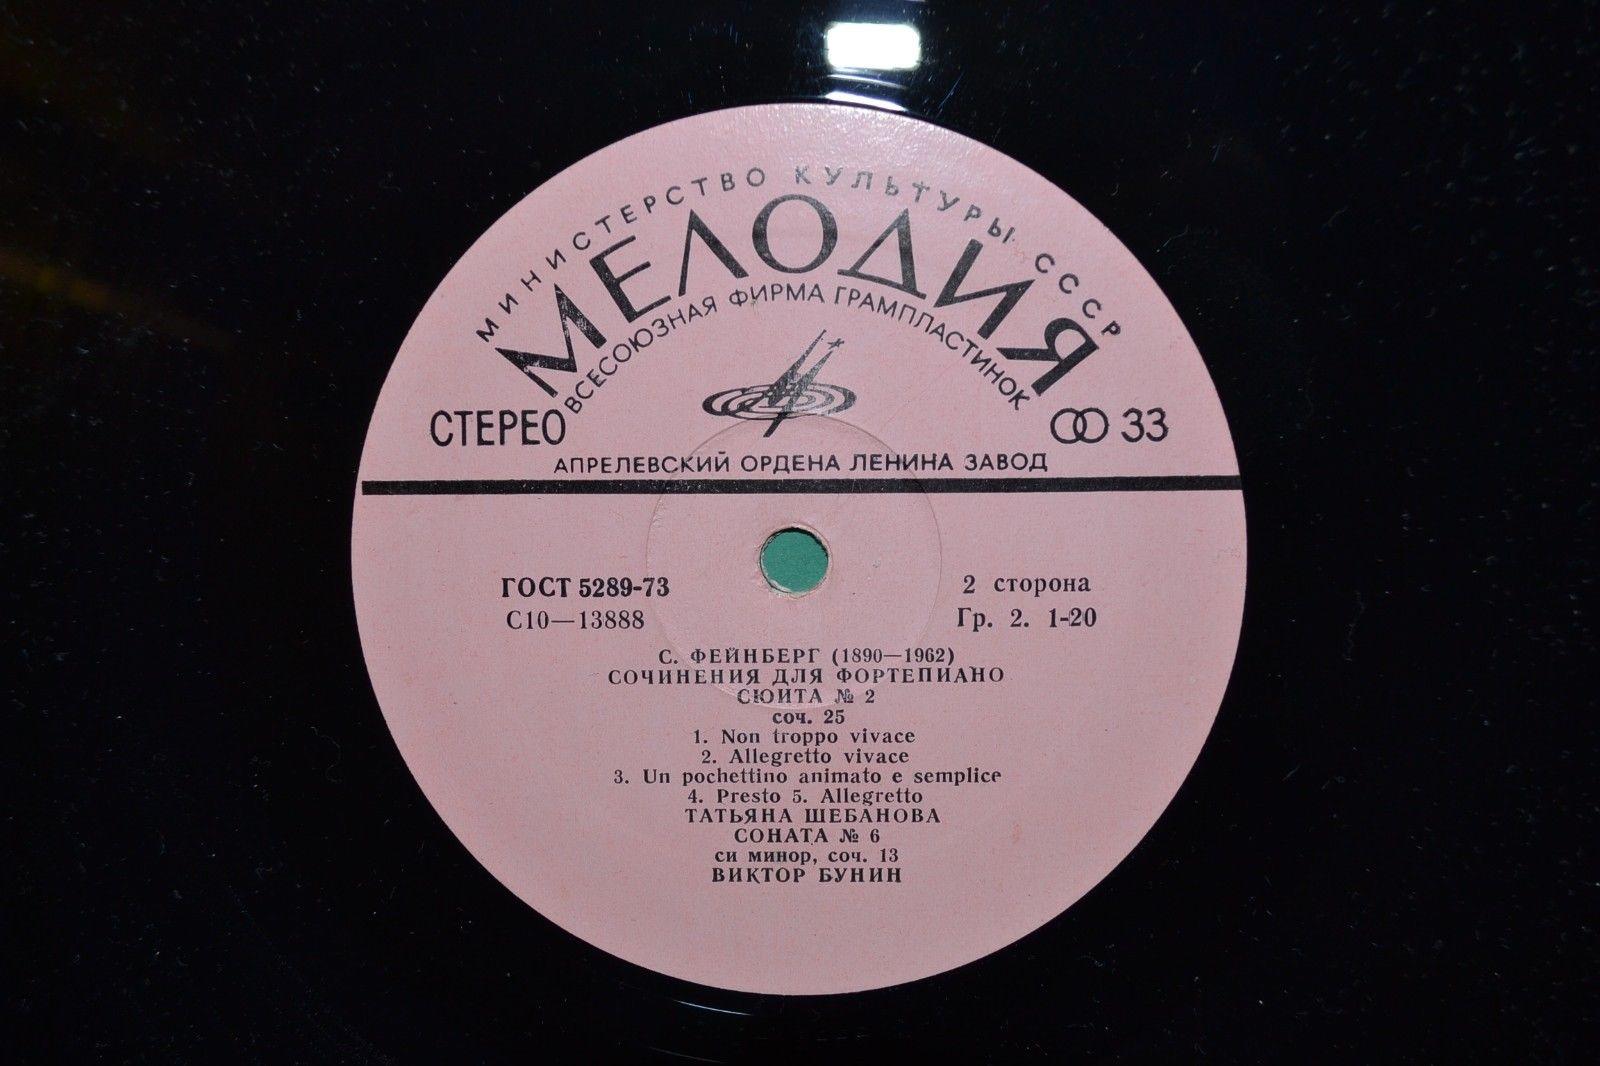 МИНИСТЕРСТВО КУЛЬТУРЫ СССР
МЕЛОДИЯ
ВСЕСОЮЗНАЯ ФИРМА ГРАМПЛАСТИНОК
СТЕРЕО
33
АПРЕЛЕВСКИЙ ОРДЕНА ЛЕНИНА ЗАВОД
ГОСТ 5289-73
С10—13888
2 сторона
Гр. 2. 1-20
С. ФЕЙНБЕРГ (1890—1962)
СОЧИНЕНИЯ ДЛЯ ФОРТЕПИАНО
СЮИТА № 2
соч. 25
1. Non troppo vivace
2. Allegretto vivace
3. Un pochettino animato e semplice
4. Presto 5. Allegretto
ТАТЬЯНА ШЕБАНОВА
СОНАТА № 6
си минор, соч. 13
ВИКТОР БУНИН